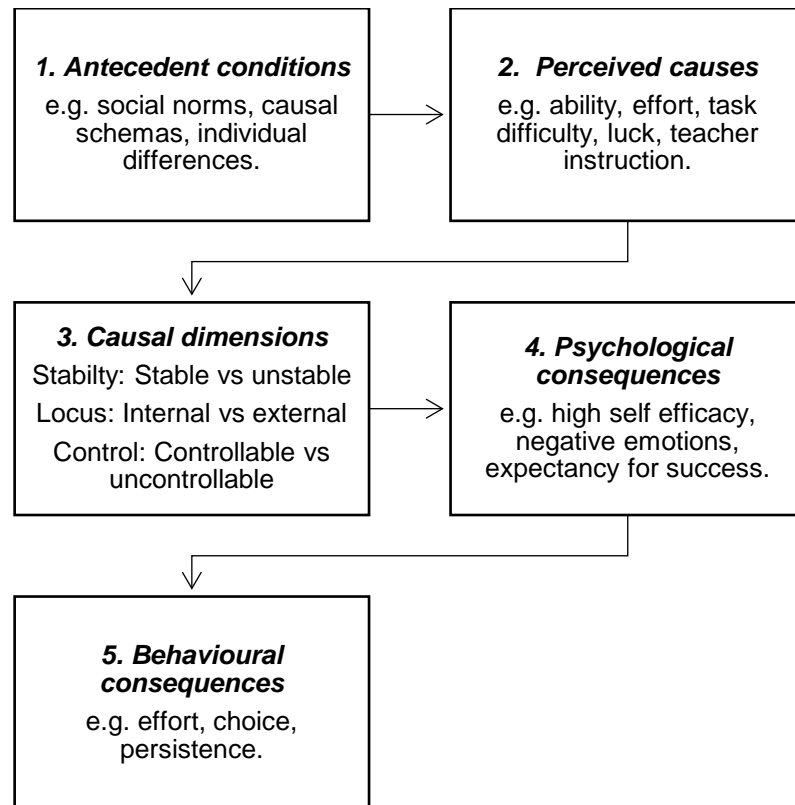 1. Antecedent conditions
e.g. social norms, causal
schemas, individual
differences.
2. Perceived causes
e.g. ability, effort, task
difficulty, luck, teacher
instruction.
3. Causal dimensions
Stabilty: Stable vs unstable
Locus: Internal vs external
Control: Controllable vs
uncontrollable
4. Psychological
consequences
e.g. high self efficacy,
negative emotions,
expectancy for success.
5. Behavioural
consequences
e.g. effort, choice,
persistence.